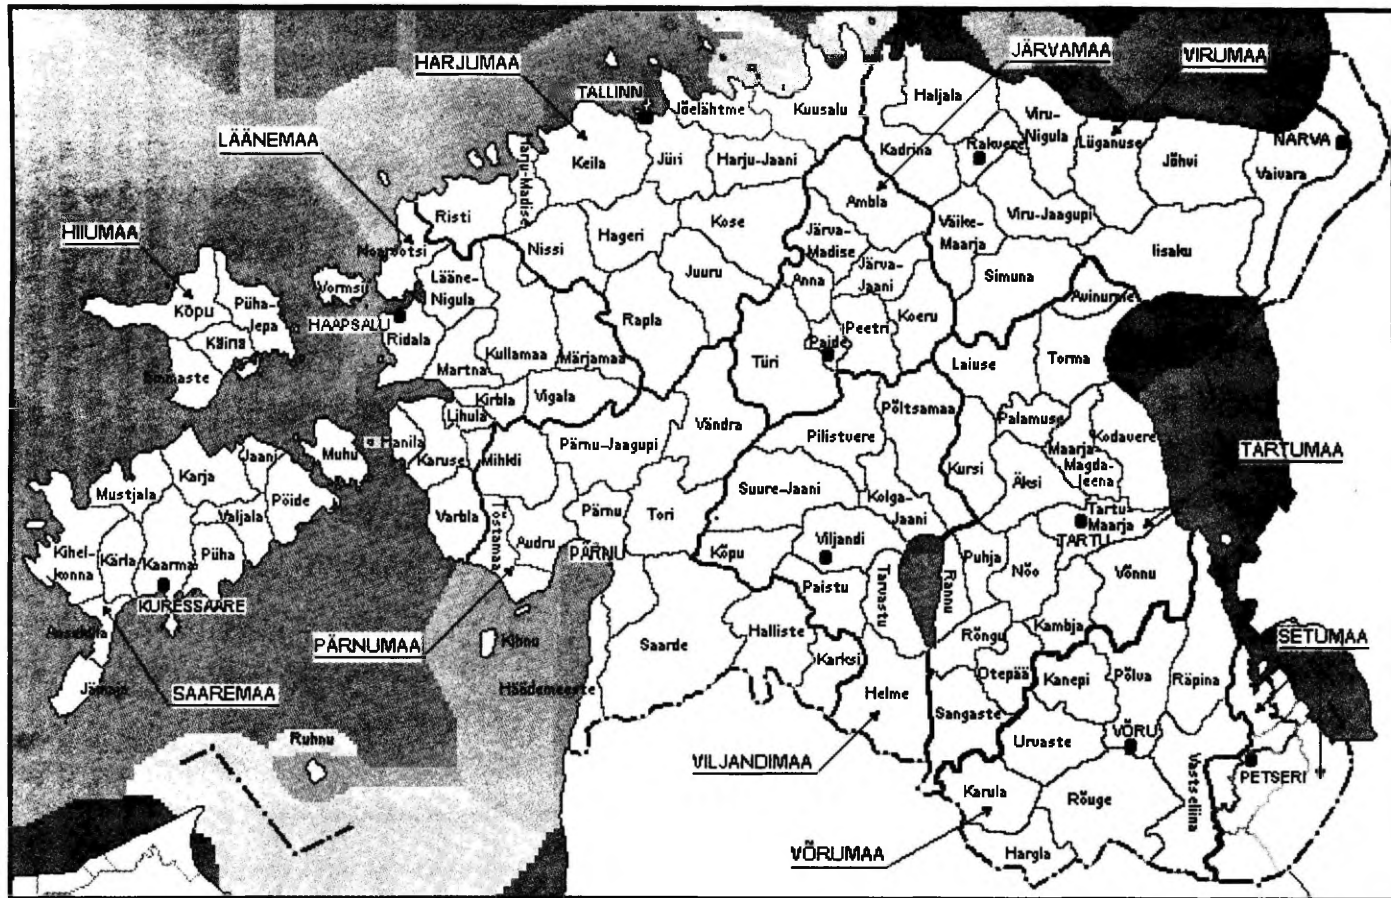 HARJUMAA
JÄRVAMAA
VIRUMAA
TALLINN
LÄÄNEMAA
HIIUMAA
Jõelähtme
Kuusalu
Haljala
Viru-
Nigula
Lüganuse
Jõhvi
NARVA
Vaivara
Keila
Jüri
Harju-Jaani
Kadrina
Rakvere
Harju-Madise
Risti
Nissi
Hageri
Kose
Juuru
Rapla
Ambla
Järva-
Madise
Järva-
Jaani
Anna
Peetri
Koeru
Paide
Türi
Väike-
Maarja
Viru-Jaagupi
Simuna
Iisaku
Avinurme
Noarootsi
Vormsi
HAAPSALU
Lääne-
Nigula
Ridala
Martna
Kullamaa
Märjamaa
Kirbla
Vigala
Lihula
Hanila
Karuse
Mihkli
Varbla
Köpu
Püha-
lepa
Käina
Emmaste
Muhu
Jaani
Karja
Mustjala
Pöide
Valjala
Püha
Kaarma
Kärla
Kihel-
konna
KURESSAARE
Anseküla
Jämaja
SAAREMAA
Pärnu-Jaagupi
Vändra
Pärnu
Tori
Audru
Tõstamaa
PÄRNU
PÄRNUMAA
Kihnu
Häädemeeste
Saarde
Ruhnu
Põltsamaa
Pilistvere
Suure-Jaani
Kolga-
Jaani
Viljandi
Kõpu
Paistu
Tarvastu
Halliste
Karksi
Helme
VILJANDIMAA
Laiuse
Torma
Palamuse
Kodavere
Maarja-
Magda-
leena
Kursi
Äksi
Tartu-
Maarja
TARTU
TARTUMAA
Puhja
Nõo
Võnnu
Rannu
Kambja
Rõngu
Otepää
Sangaste
Kanepi
Põlva
Räpina
SETUMAA
Urvaste
VÕRU
Vastseliina
PETSERI
Karula
Rõuge
Hargla
VÕRUMAA